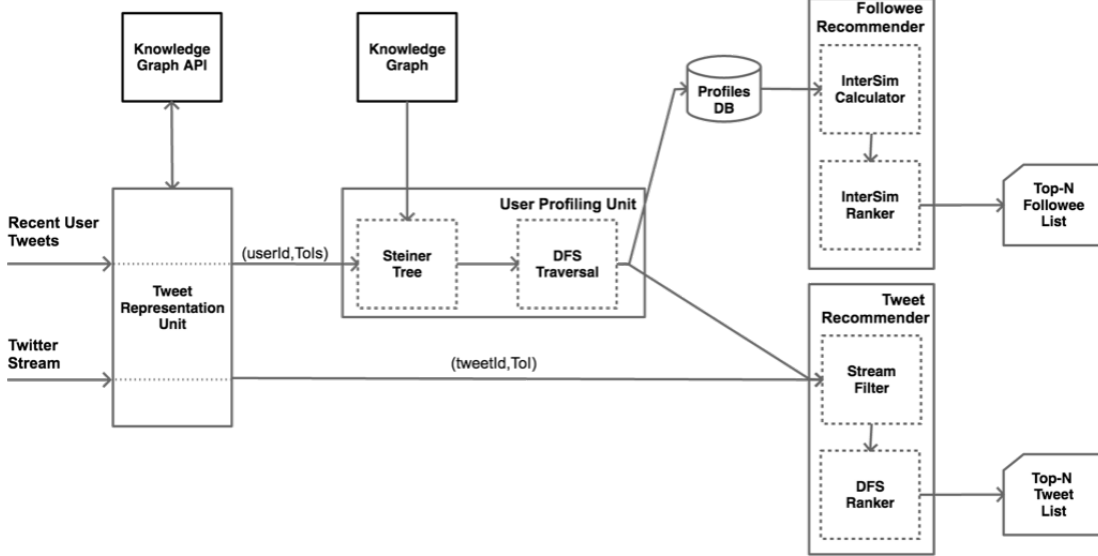 Knowledge
Graph API
Knowledge
Graph
Profiles
DB
Followee
Recommender
InterSim
Calculator
InterSim
Ranker
Top-N
Followee
List
Recent User
Tweets
Twitter
Stream
Tweet
Representation
Unit
(userId,ToIs)
User Profiling Unit
Steiner
Tree
DFS
Traversal
(tweetId,ToI)
Tweet
Recommender
Stream
Filter
DFS
Ranker
Top-N
Tweet
List